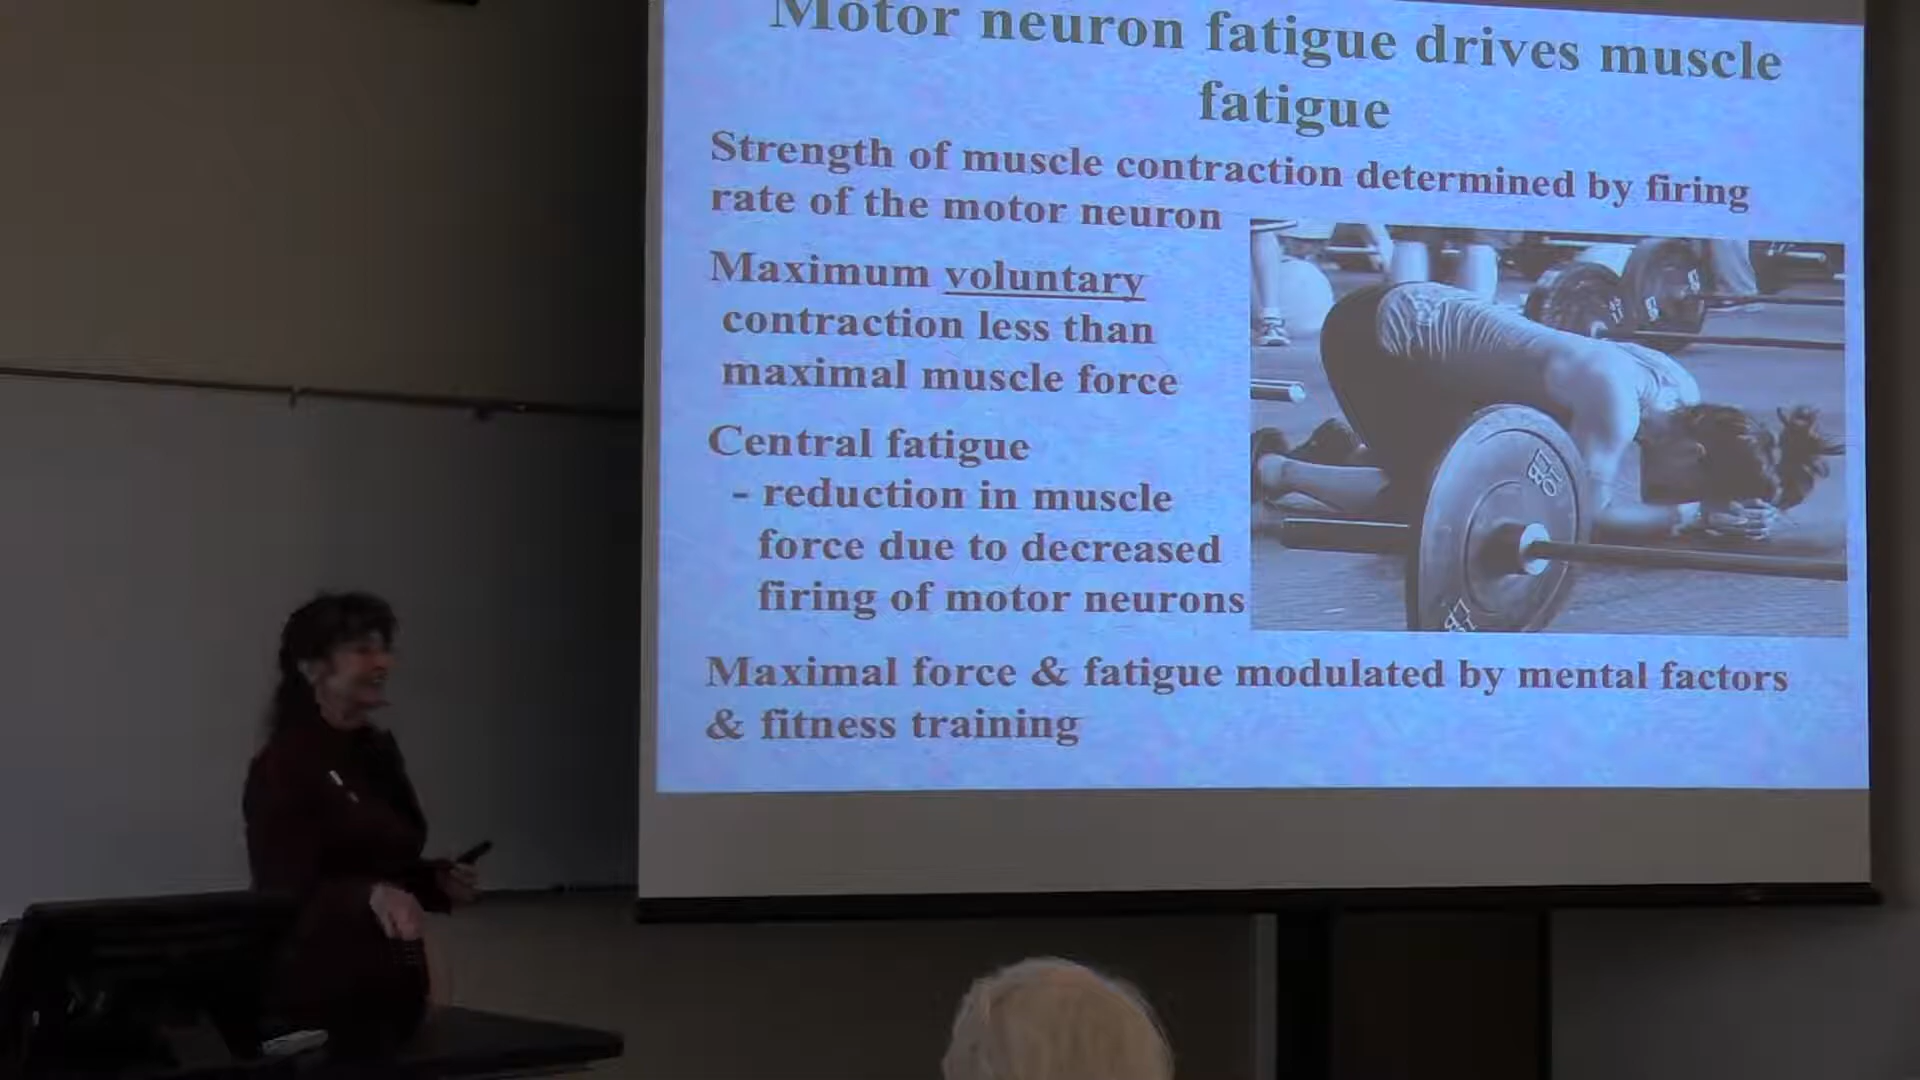 Motor neuron fatigue drives muscle
fatigue
Strength of muscle contraction determined by firing
rate of the motor neuron
Maximum voluntary
contraction less than
maximal muscle force
Central fatigue
- reduction in muscle
force due to decreased
firing of motor neurons
Maximal force & fatigue modulated by mental factors
& fitness training